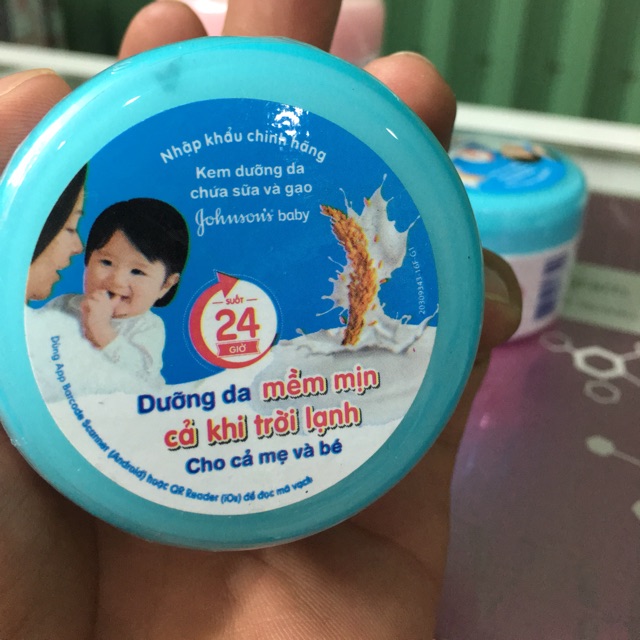 Nhập khẩu chính hãng
Kem dưỡng da
chứa sữa và gạo
Johnson's baby
SUỐT
24
GIỜ
Dưỡng da mềm mịn
cả khi trời lạnh
Cho cả mẹ và bé
Dùng App Barcode Scanner (Android) hoặc QR Reader (iOs) để đọc mã vạch